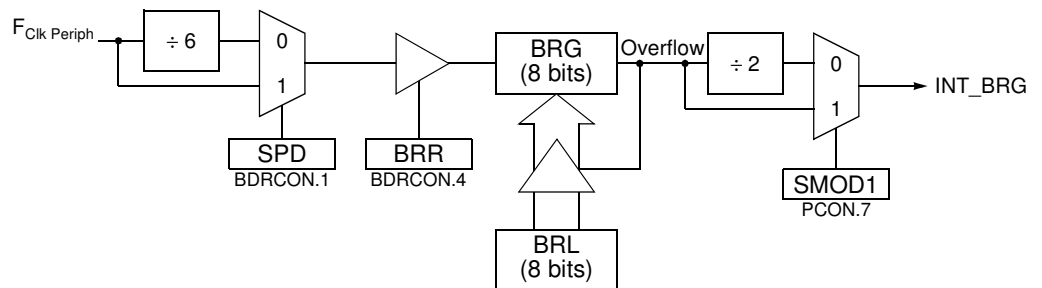 F Clk Periph
÷ 6
0
1
SPD
BDRCON.1
BRR
BDRCON.4
BRG
(8 bits)
Overflow
BRL
(8 bits)
÷ 2
0
1
INT_BRG
SMOD1
PCON.7